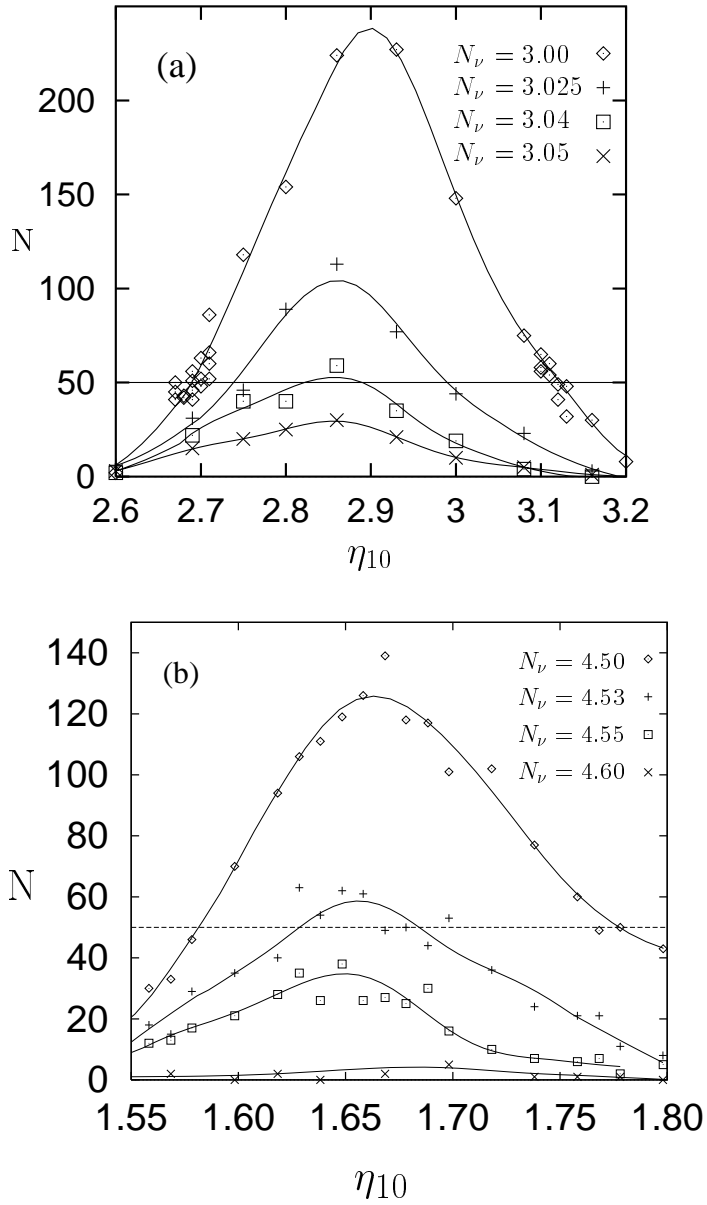 (a)
N_ν = 3.00
N_ν = 3.025
N_ν = 3.04
N_ν = 3.05
200
150
100
50
0
N
2.6 2.7 2.8 2.9 3 3.1 3.2
η10
(b)
N_ν = 4.50
N_ν = 4.53
N_ν = 4.55
N_ν = 4.60
140
120
100
80
60
40
20
0
N
1.55 1.60 1.65 1.70 1.75 1.80
η10